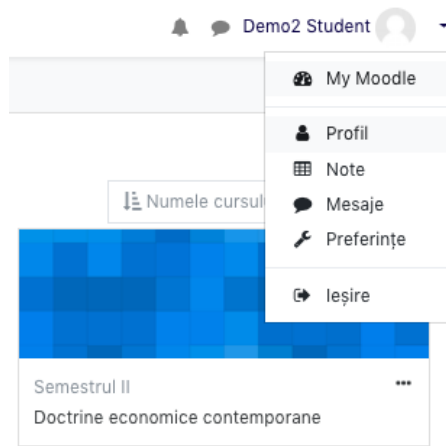 Demo2 Student
My Moodle
Profil
Note
Mesaje
Preferințe
Ieșire
Numele cursul
Semestrul II
Doctrine economice contemporane